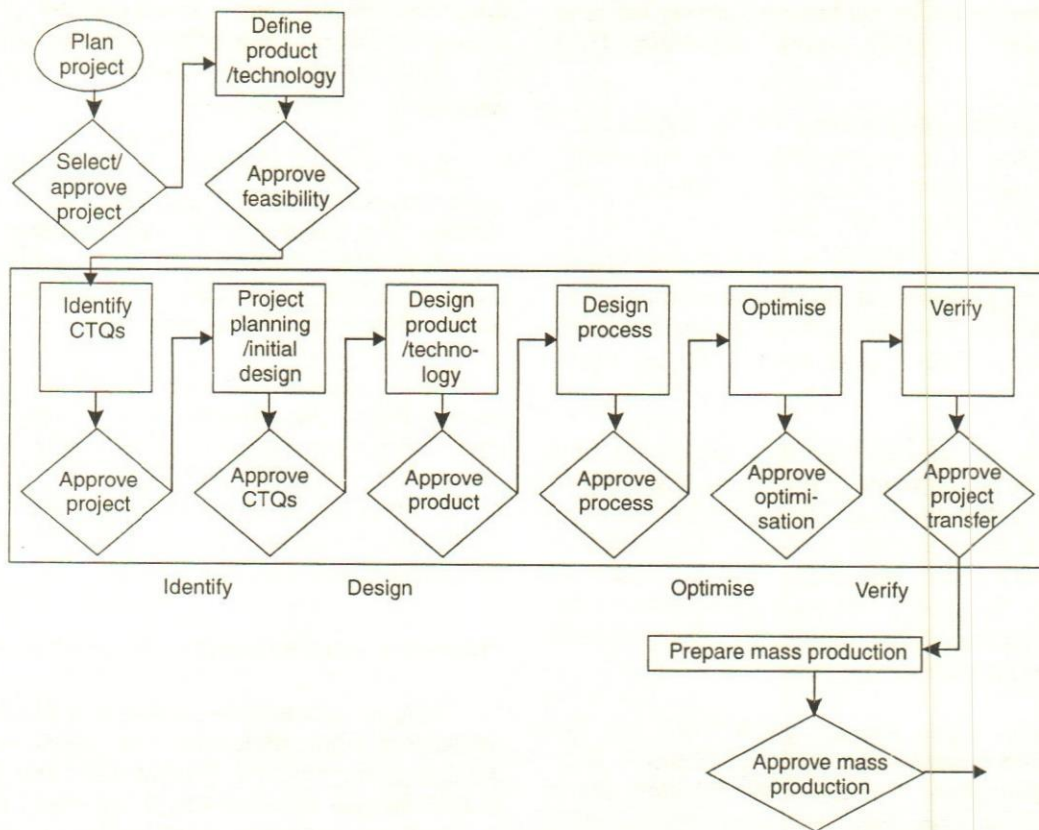 Plan
project
Define
product
/technology
Select/
approve
project
Approve
feasibility
Identify
CTQs
Project
planning
/initial
design
Design
product
/techno-
logy
Design
process
Optimise
Verify
Approve
project
Approve
CTQs
Approve
product
Approve
process
Approve
optimi-
sation
Approve
project
transfer
Identify
Design
Optimise
Verify
Prepare mass production
Approve mass
production